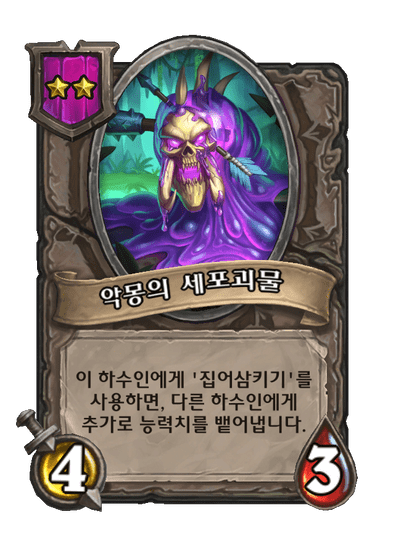 악몽의 세포괴물
이 하수인에게 '집어삼키기'를
사용하면, 다른 하수인에게
추가로 능력치를 뱉어냅니다.
4
3